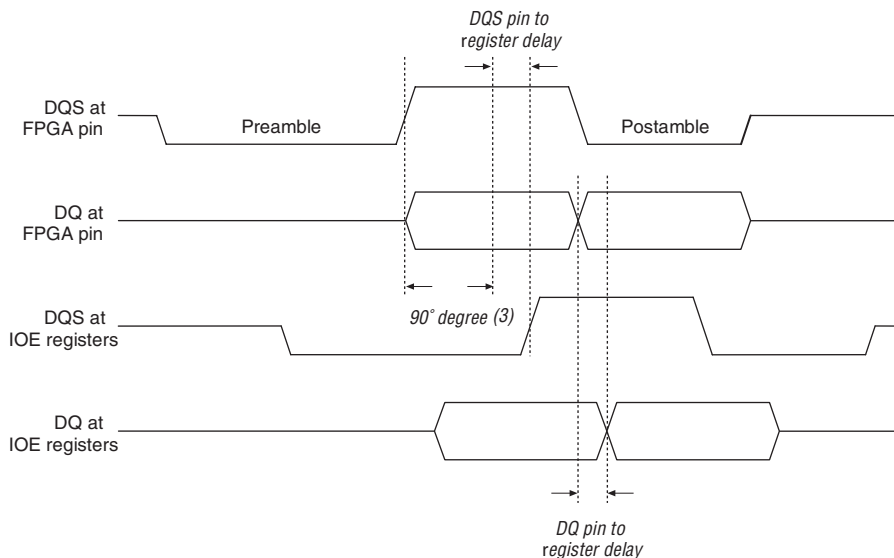 DQS pin to
register delay
DQS at
FPGA pin
Preamble
Postamble
DQ at
FPGA pin
90° degree (3)
DQS at
IOE registers
DQ at
IOE registers
DQ pin to
register delay